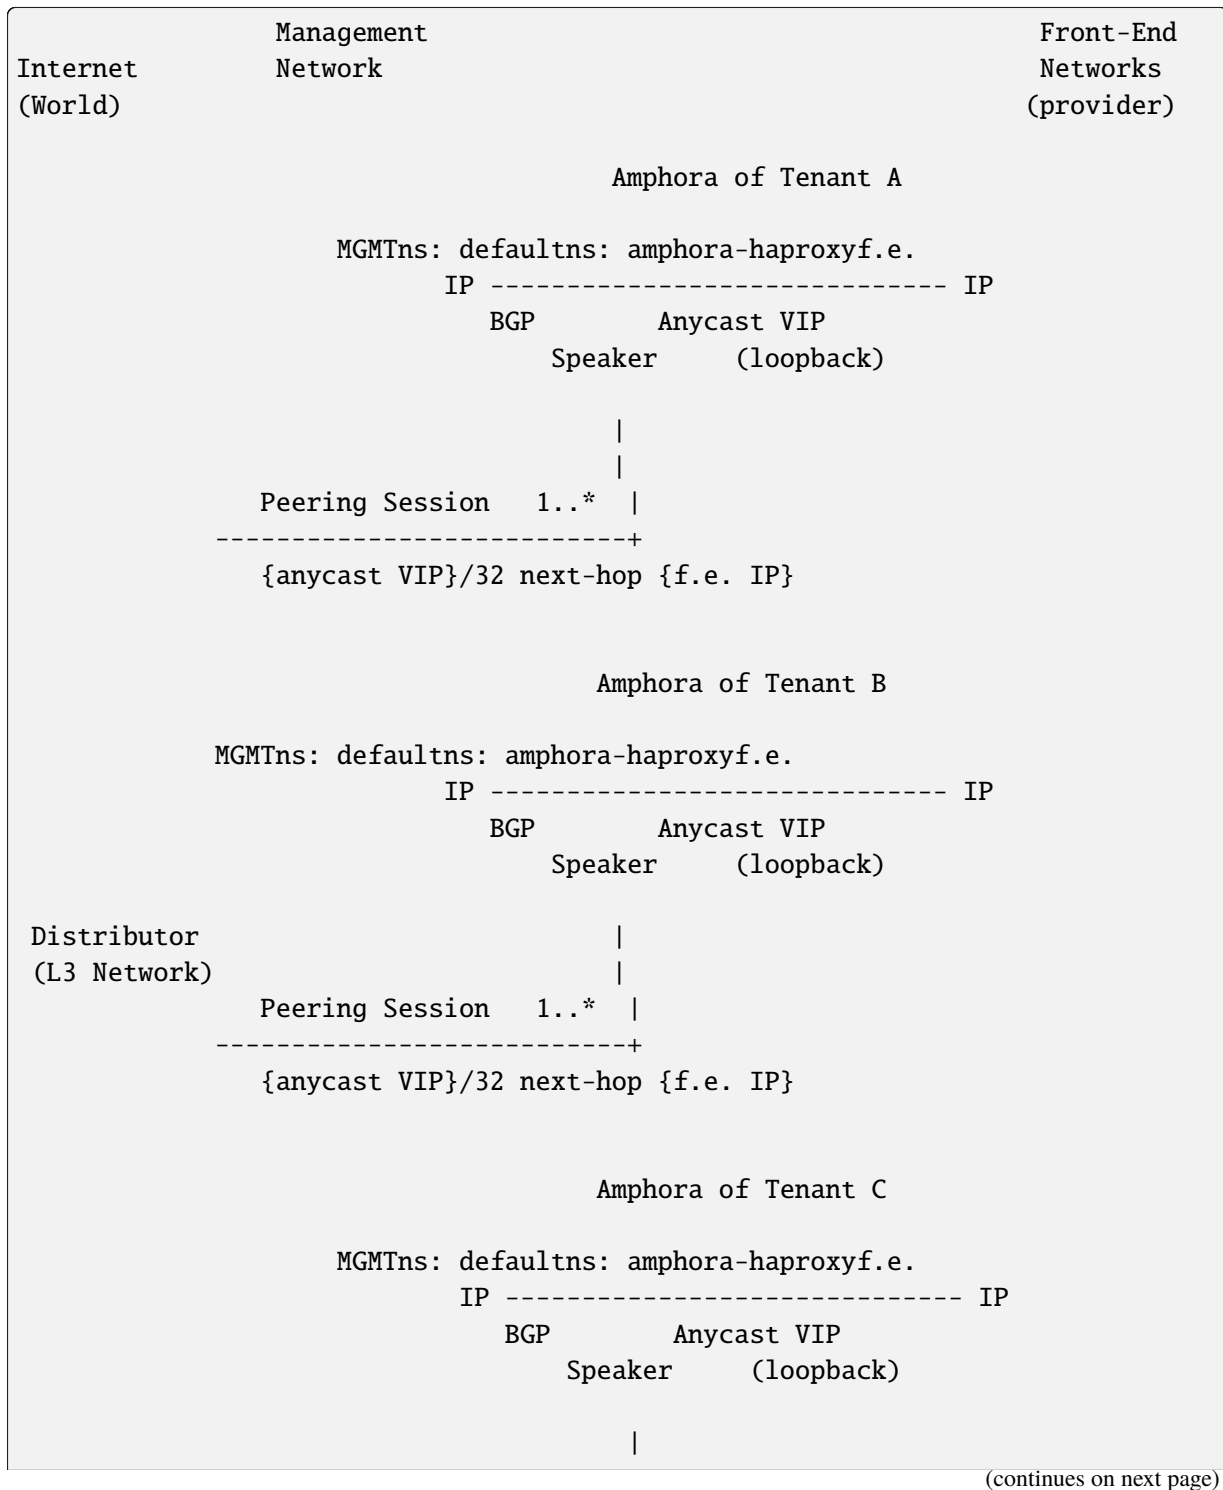 Management                                        Front-End
Internet         Network                                           Networks
(World)                                                           (provider)

                                       Amphora of Tenant A

                     MGMTns: defaultns: amphora-haproxyf.e.
                            IP ------------------------------ IP
                               BGP        Anycast VIP
                                   Speaker     (loopback)

                                       |
                                       |
                Peering Session   1..*  |
             ---------------------------+
                {anycast VIP}/32 next-hop {f.e. IP}


                                      Amphora of Tenant B

             MGMTns: defaultns: amphora-haproxyf.e.
                            IP ------------------------------ IP
                               BGP        Anycast VIP
                                   Speaker     (loopback)

 Distributor                           |
 (L3 Network)                          |
                Peering Session   1..*  |
             ---------------------------+
                {anycast VIP}/32 next-hop {f.e. IP}


                                      Amphora of Tenant C

                     MGMTns: defaultns: amphora-haproxyf.e.
                             IP ------------------------------ IP
                                BGP        Anycast VIP
                                    Speaker     (loopback)

                                        |
(continues on next page)